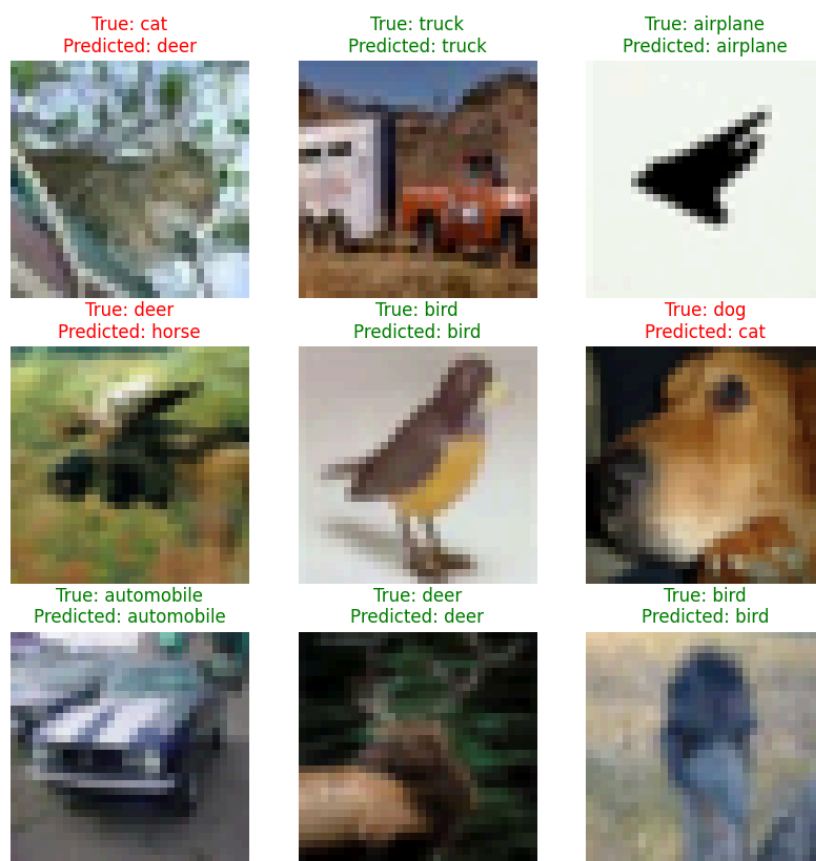 True: cat
Predicted: deer
True: truck
Predicted: truck
True: airplane
Predicted: airplane
True: deer
Predicted: horse
True: bird
Predicted: bird
True: dog
Predicted: cat
True: automobile
Predicted: automobile
True: deer
Predicted: deer
True: bird
Predicted: bird